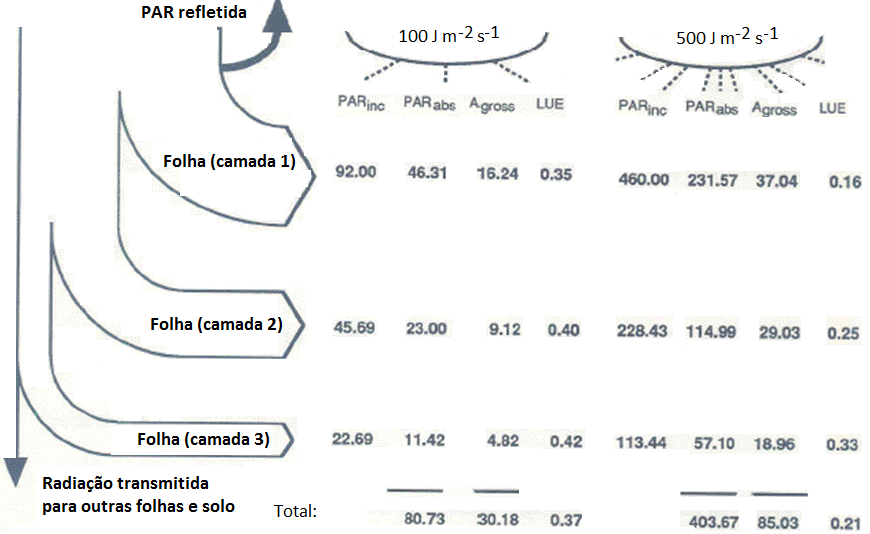 PAR refletida
100 J m-2 s-1
500 J m-2 s-1
PARinc PARabs Agross LUE
PARinc PARabs Agross LUE
Folha (camada 1)
92.00 46.31 16.24 0.35
460.00 231.57 37.04 0.16
Folha (camada 2)
45.69 23.00 9.12 0.40
228.43 114.99 29.03 0.25
Folha (camada 3)
22.69 11.42 4.82 0.42
113.44 57.10 18.96 0.33
Radiação transmitida
para outras folhas e solo
Total:
80.73 30.18 0.37
403.67 85.03 0.21